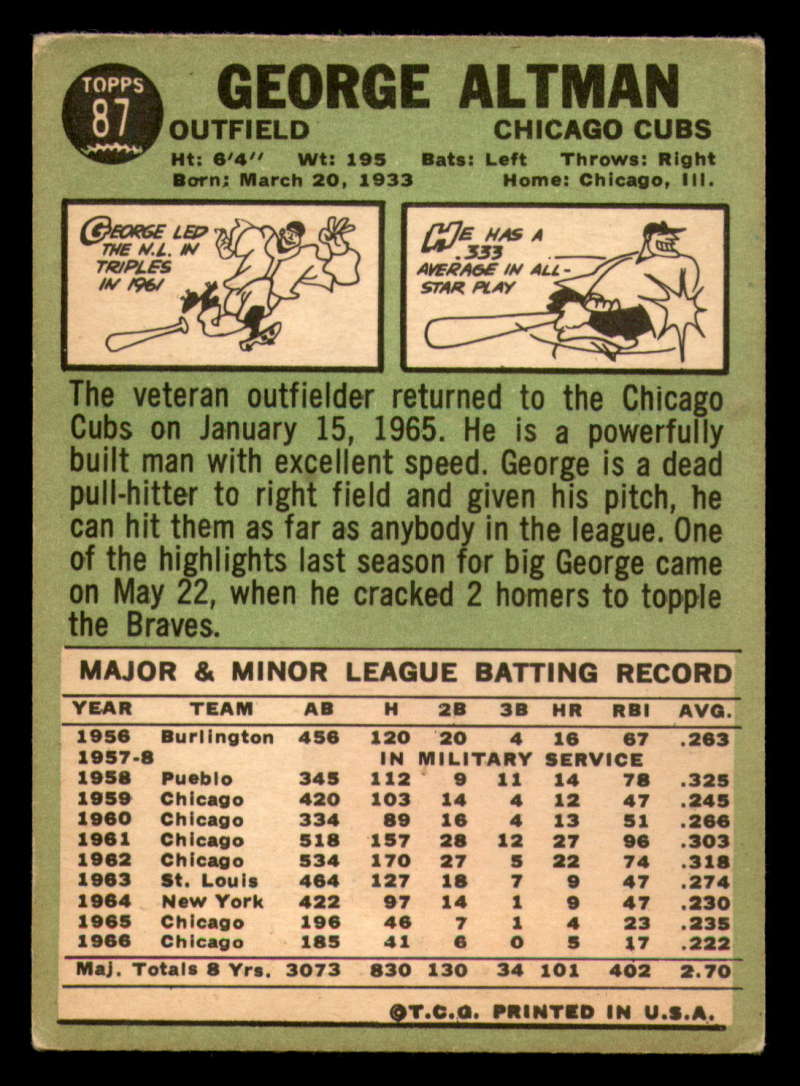 TOPPS
87
GEORGE ALTMAN
OUTFIELD CHICAGO CUBS
Ht: 6'4" Wt: 195 Bats: Left Throws: Right
Born: March 20, 1933 Home: Chicago, Ill.
GEORGE LED
THE N.L. IN
TRIPLES
IN 1961
HE HAS A
.333
AVERAGE IN ALL-
STAR PLAY
The veteran outfielder returned to the Chicago
Cubs on January 15, 1965. He is a powerfully
built man with excellent speed. George is a dead
pull-hitter to right field and given his pitch, he
can hit them as far as anybody in the league. One
of the highlights last season for big George came
on May 22, when he cracked 2 homers to topple
the Braves.
MAJOR & MINOR LEAGUE BATTING RECORD
YEAR TEAM AB H 2B 3B HR RBI AVG.
1956 Burlington 456 120 20 4 16 67 .263
1957-8 IN MILITARY SERVICE
1958 Pueblo 345 112 9 11 14 78 .325
1959 Chicago 420 103 14 4 12 47 .245
1960 Chicago 334 89 16 4 13 51 .266
1961 Chicago 518 157 28 12 27 96 .303
1962 Chicago 534 170 27 5 22 74 .318
1963 St. Louis 464 127 18 7 9 47 .274
1964 New York 422 97 14 1 9 47 .230
1965 Chicago 196 46 7 1 4 23 .235
1966 Chicago 185 41 6 0 5 17 .222
Maj. Totals 8 Yrs. 3073 830 130 34 101 402 2.70
©T.C.G. PRINTED IN U.S.A.